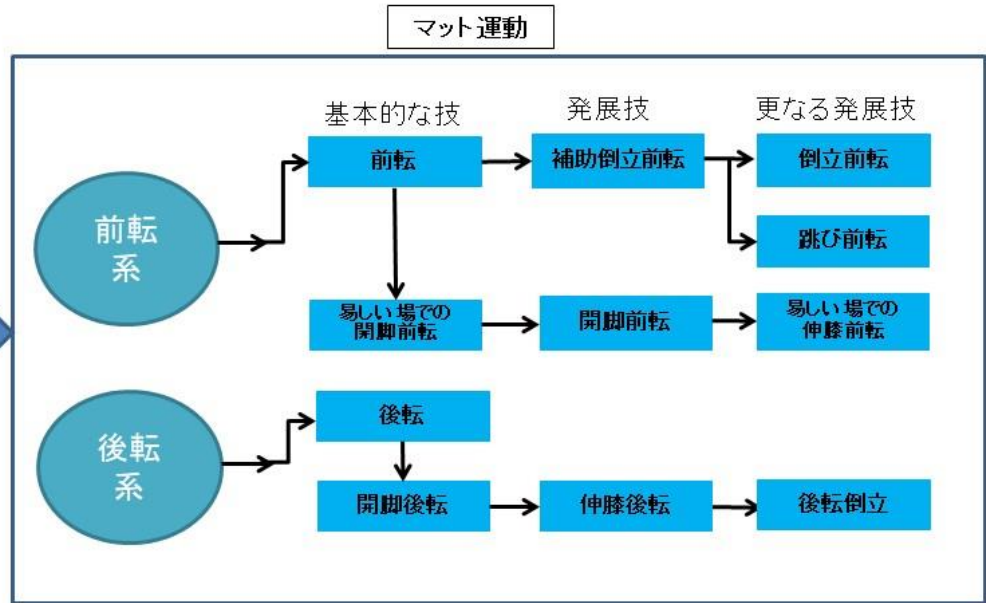 マット運動
基本的な技
発展技
更なる発展技
前転
補助倒立前転
倒立前転
跳び前転
前転
系
易しい場での
開脚前転
開脚前転
易しい場での
伸膝前転
後転
後転
系
開脚後転
伸膝後転
後転倒立